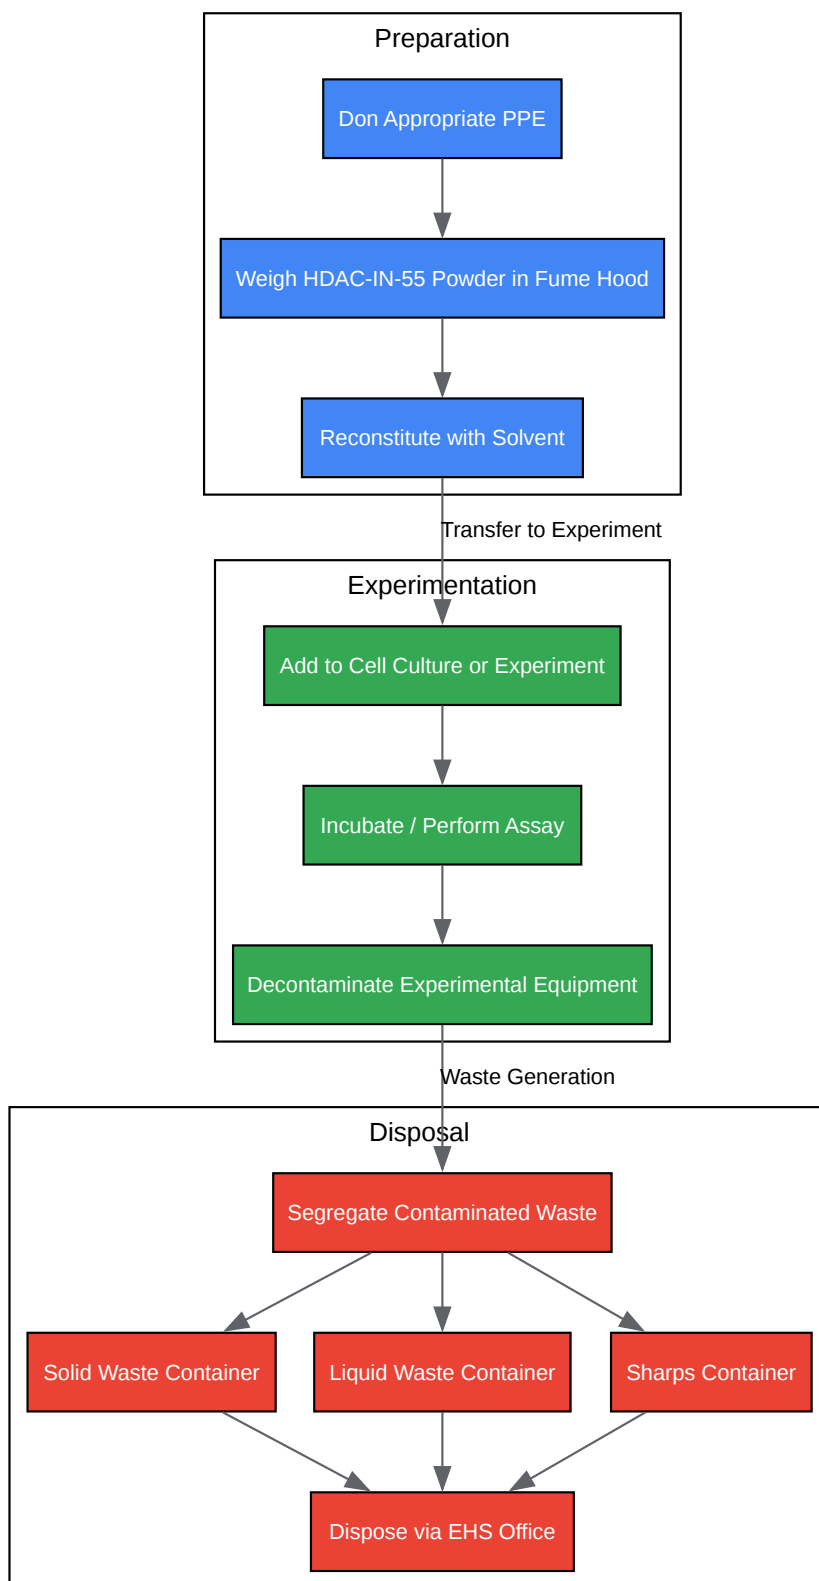 Preparation
Don Appropriate PPE
Weigh HDAC-IN-55 Powder in Fume Hood
Reconstitute with Solvent
Transfer to Experiment
Experimentation
Add to Cell Culture or Experiment
Incubate / Perform Assay
Decontaminate Experimental Equipment
Waste Generation
Disposal
Segregate Contaminated Waste
Solid Waste Container
Liquid Waste Container
Sharps Container
Dispose via EHS Office